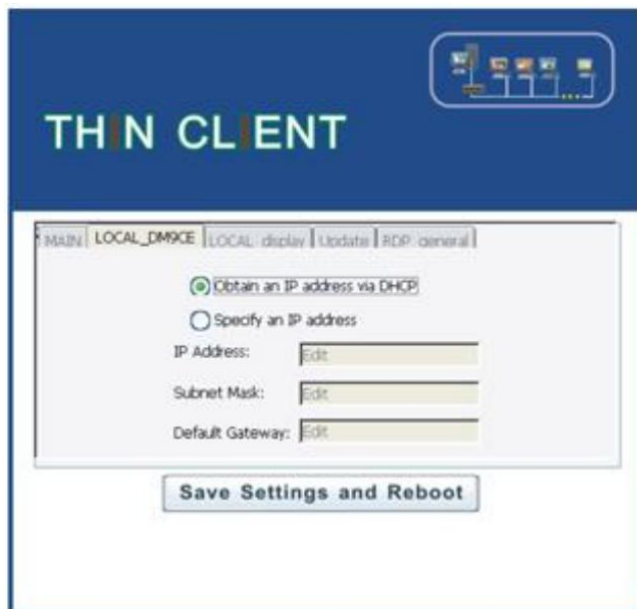 THIN CLIENT
MAIN LOCAL_DM9CE LOCAL display Update RDP general
Obtain an IP address via DHCP
Specify an IP address
IP Address: Edit
Subnet Mask: Edit
Default Gateway: Edit
Save Settings and Reboot